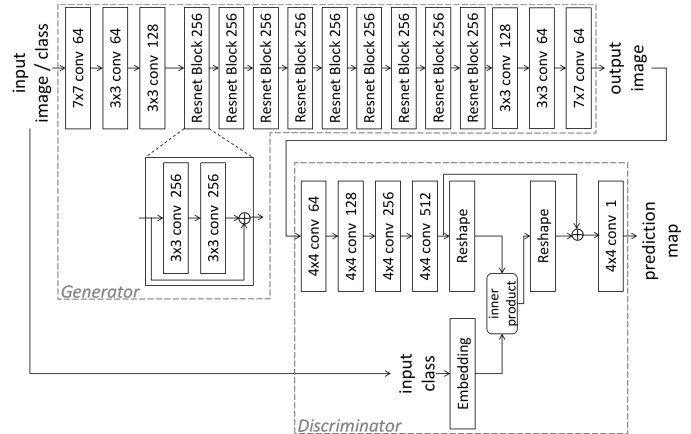 input
image / class
7x7 conv 64
3x3 conv 64
3x3 conv 128
Resnet Block 256
Resnet Block 256
Resnet Block 256
Resnet Block 256
Resnet Block 256
Resnet Block 256
Resnet Block 256
Resnet Block 256
Resnet Block 256
3x3 conv 128
3x3 conv 64
7x7 conv 64
output
image
3x3 conv 256
3x3 conv 256
Generator
4x4 conv 64
4x4 conv 128
4x4 conv 256
4x4 conv 512
Reshape
inner
product
Reshape
4x4 conv 1
prediction
map
input
class
Embedding
Discriminator